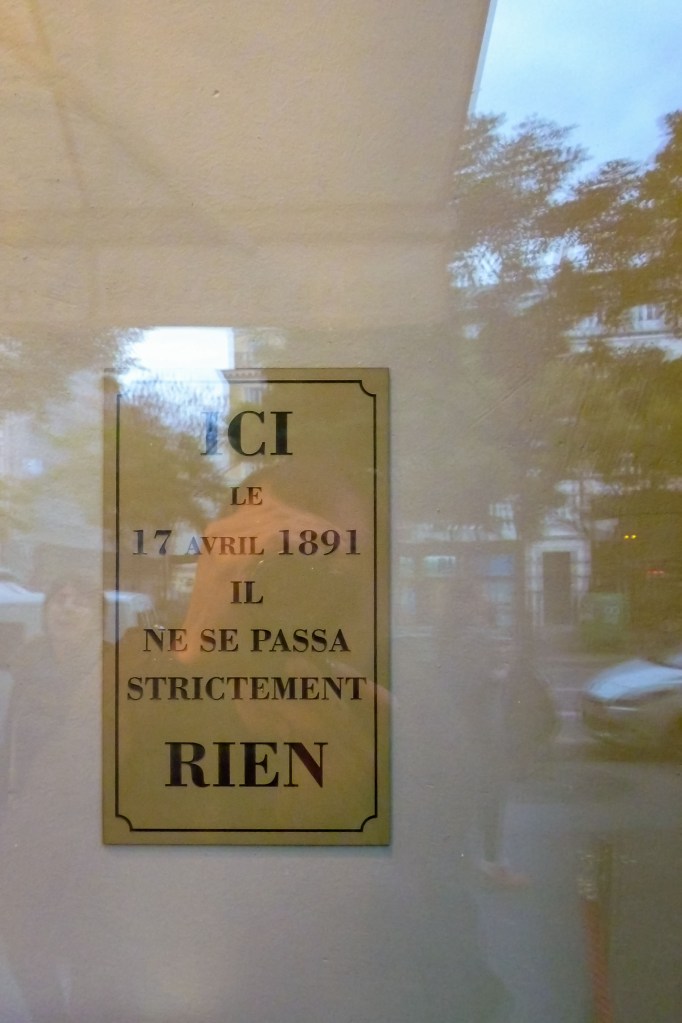 ICI
LE
17 AVRIL 1891
IL
NE SE PASSA
STRICTEMENT
RIEN